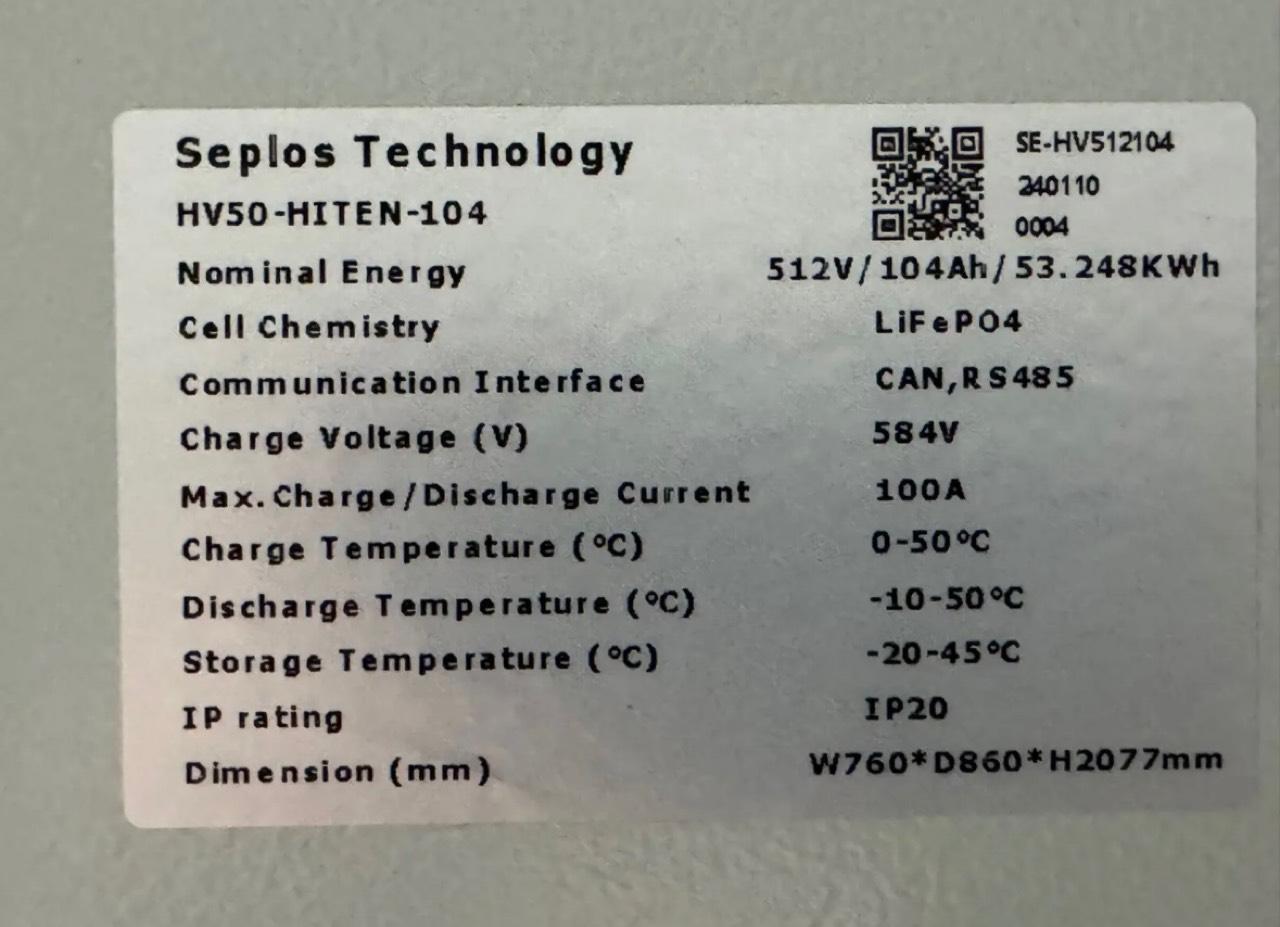 Seplos Technology
SE-HV512104
240110
0004
HV50-HITEN-104
Nominal Energy 512V/104Ah/53.248KWh
Cell Chemistry LiFePO4
Communication Interface CAN,RS485
Charge Voltage (V) 584V
Max.Charge/Discharge Current 100A
Charge Temperature (℃) 0-50℃
Discharge Temperature (℃) -10-50℃
Storage Temperature (℃) -20-45℃
IP rating IP20
Dimension (mm) W760*D860*H2077mm